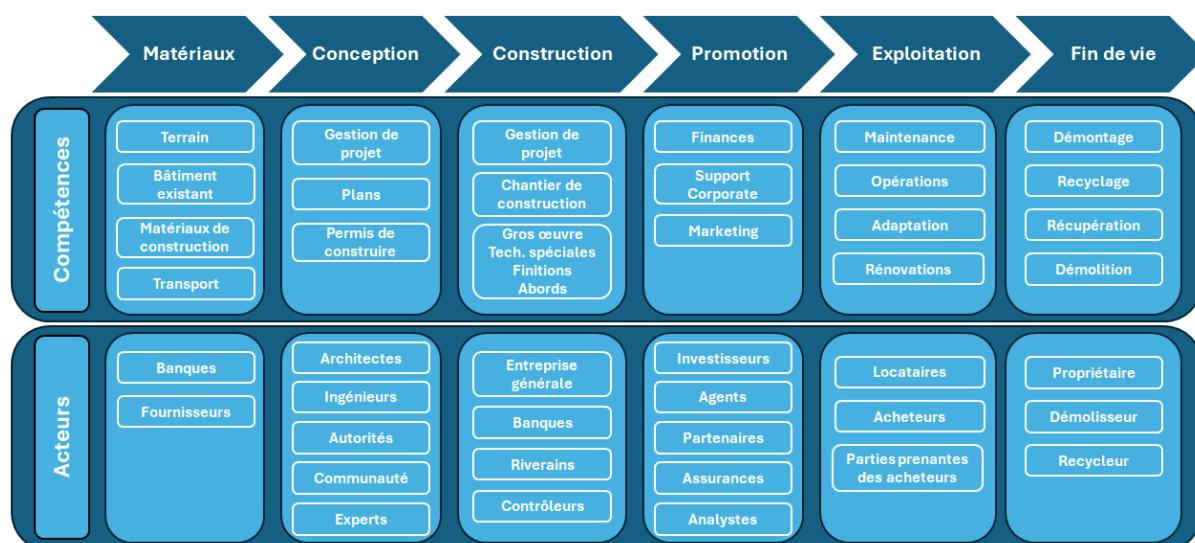 Matériaux
Conception
Construction
Promotion
Exploitation
Fin de vie
Compétences
Terrain
Bâtiment
existant
Matériaux de
construction
Transport
Gestion de
projet
Plans
Permis de
construire
Gestion de
projet
Chantier de
construction
Gros œuvre
Tech. spéciales
Finitions
Abords
Finances
Support
Corporate
Marketing
Maintenance
Opérations
Adaptation
Rénovations
Démontage
Recyclage
Récupération
Démolition
Acteurs
Banques
Fournisseurs
Architectes
Ingénieurs
Autorités
Communauté
Experts
Entreprise
générale
Banques
Riverains
Contrôleurs
Investisseurs
Agents
Partenaires
Assurances
Analystes
Locataires
Acheteurs
Parties prenantes
des acheteurs
Propriétaire
Démolisseur
Recycleur